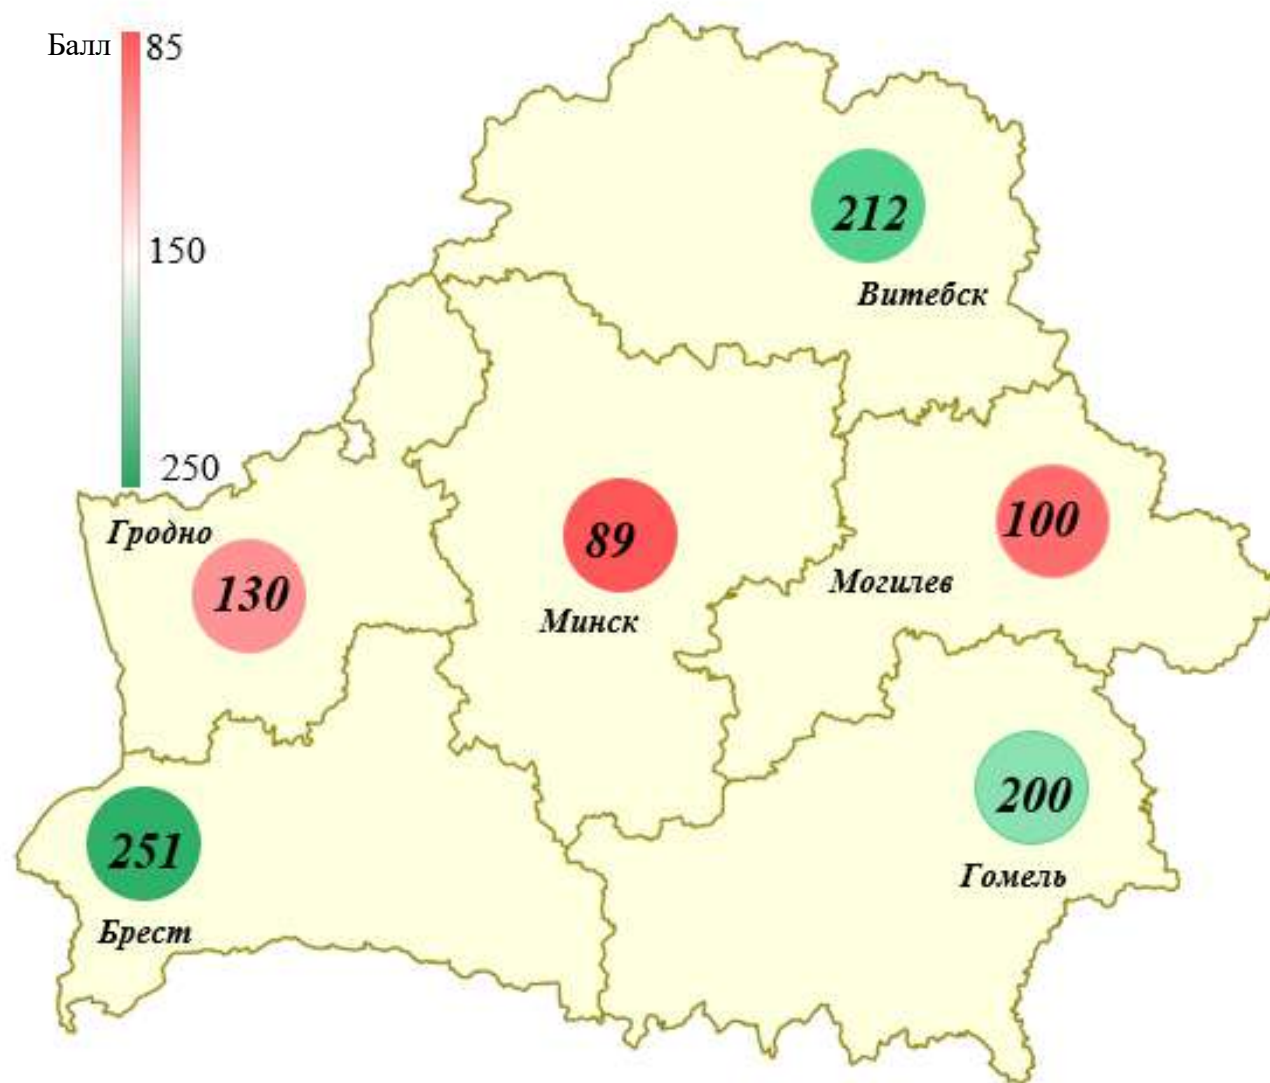 Балл 85
150
250
212
Витебск
Гродно
130
89
Минск
100
Могилев
200
Гомель
251
Брест